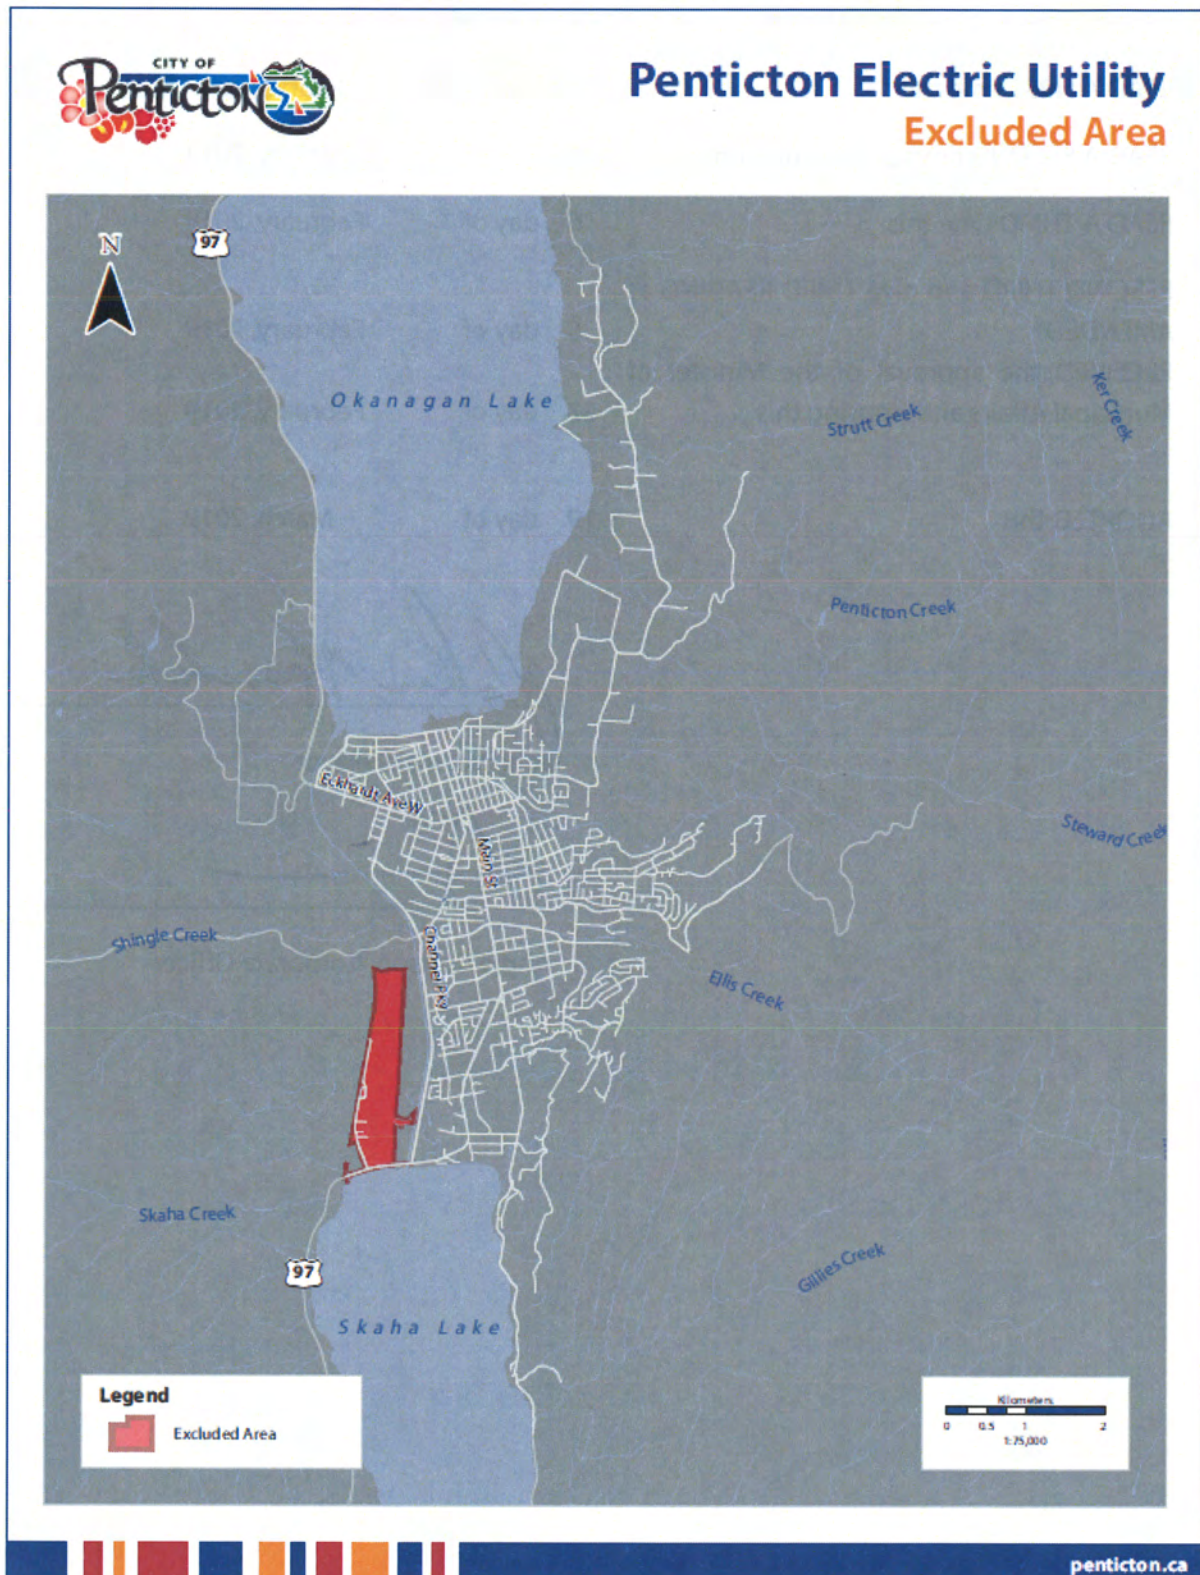 CITY OF
Penticton
Penticton Electric Utility
Excluded Area
N
97
Okanagan Lake
Strutt Creek
Ker Creek
Penticton Creek
Eckhardt Ave W
Main St
Steward Creek
Shingle Creek
Channel Pky
Ellis Creek
Skaha Creek
Gillies Creek
97
Skaha Lake
Legend
Excluded Area
Kilometers
0 0.5 1 2
1:75,000
penticton.ca